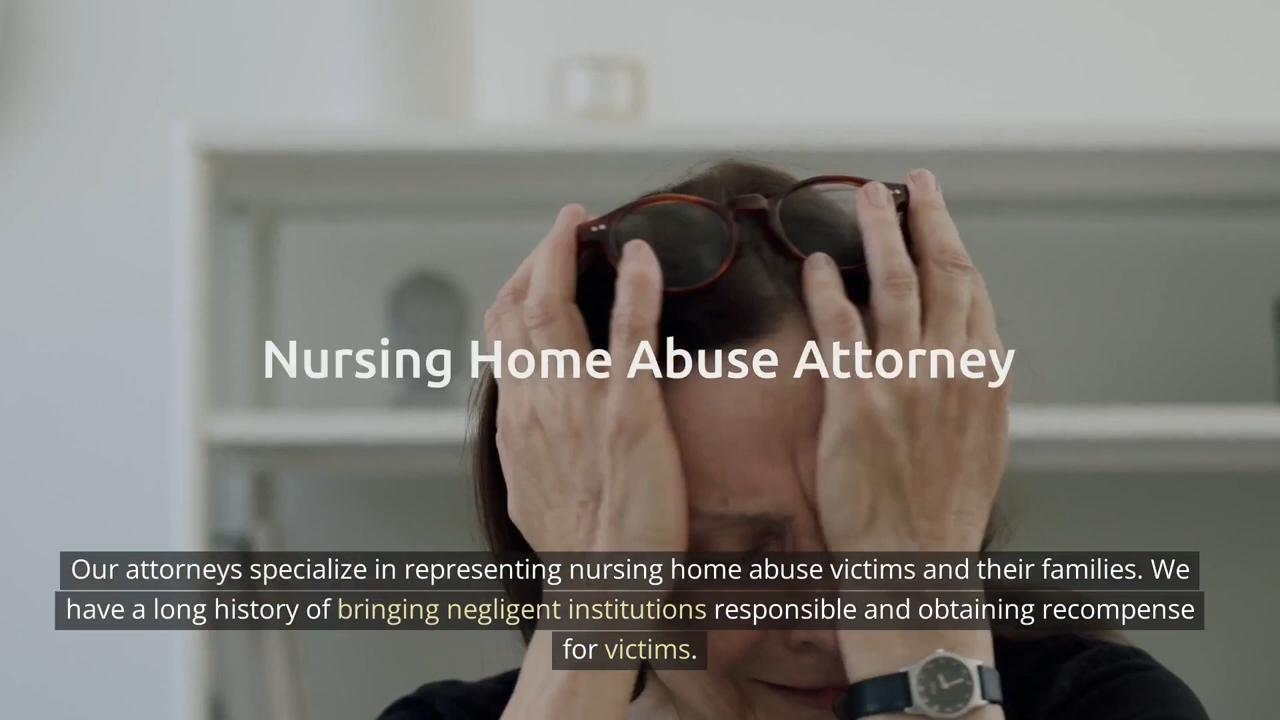 Nursing Home Abuse Attorney
Our attorneys specialize in representing nursing home abuse victims and their families. We
have a long history of bringing negligent institutions responsible and obtaining recompense
for victims.